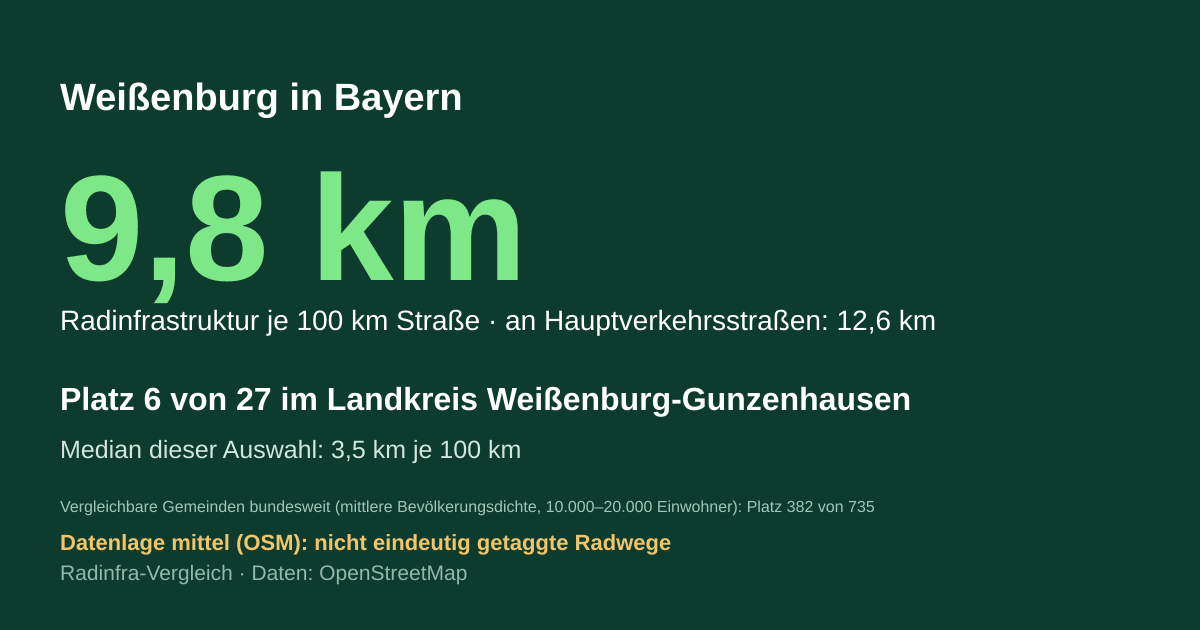 Weißenburg in Bayern
9,8 km
Radinfrastruktur je 100 km Straße · an Hauptverkehrsstraßen: 12,6 km
Platz 6 von 27 im Landkreis Weißenburg-Gunzenhausen
Median dieser Auswahl: 3,5 km je 100 km
Vergleichbare Gemeinden bundesweit (mittlere Bevölkerungsdichte, 10.000–20.000 Einwohner): Platz 382 von 735
Datenlage mittel (OSM): nicht eindeutig getaggte Radwege
Radinfra-Vergleich · Daten: OpenStreetMap